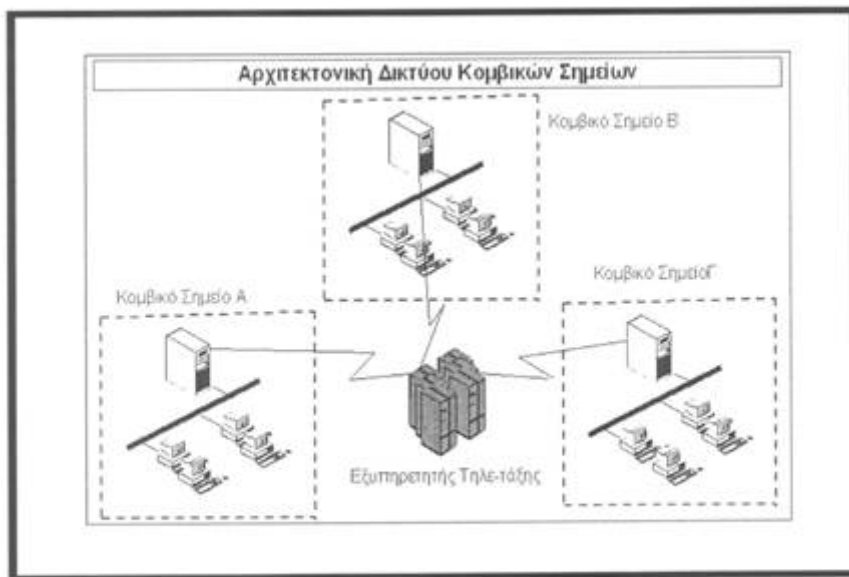 Αρχιτεκτονική Δικτύου Κομβικών Σημείων
Κομβικό Σημείο Β
Κομβικό ΣημείοΓ
Κομβικό Σημείο Α
Εξυπηρετητής Τηλε-τάξης